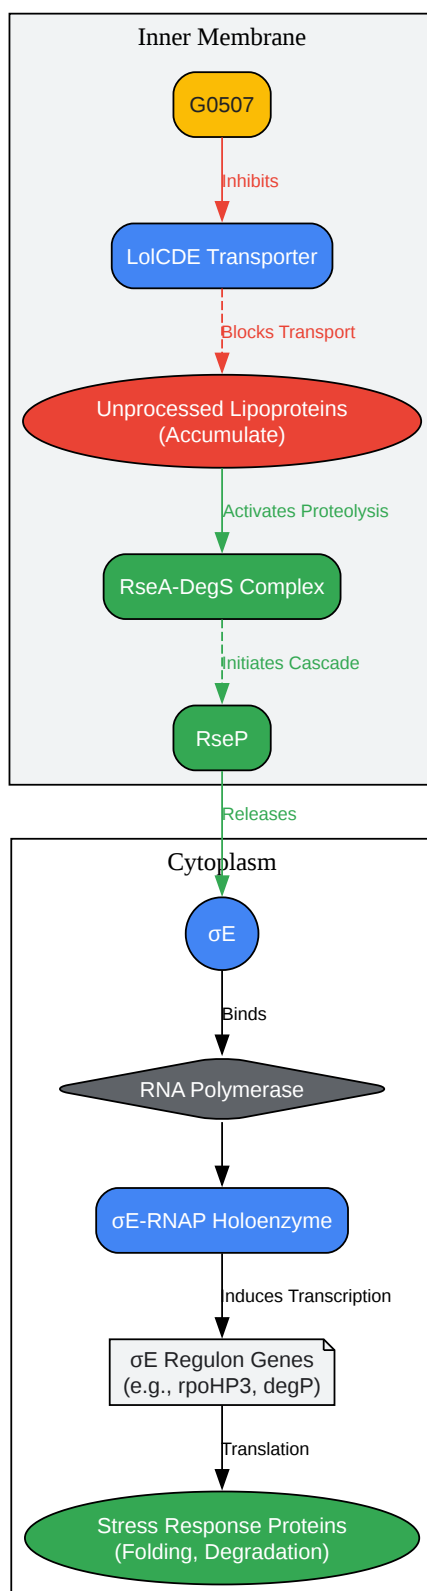 Inner Membrane
G0507
Inhibits
LolCDE Transporter
Blocks Transport
Unprocessed Lipoproteins
(Accumulate)
Activates Proteolysis
RseA-DegS Complex
Initiates Cascade
RseP
Releases
Cytoplasm
σE
Binds
RNA Polymerase
σE-RNAP Holoenzyme
Induces Transcription
σE Regulon Genes
(e.g., rpoHP3, degP)
Translation
Stress Response Proteins
(Folding, Degradation)